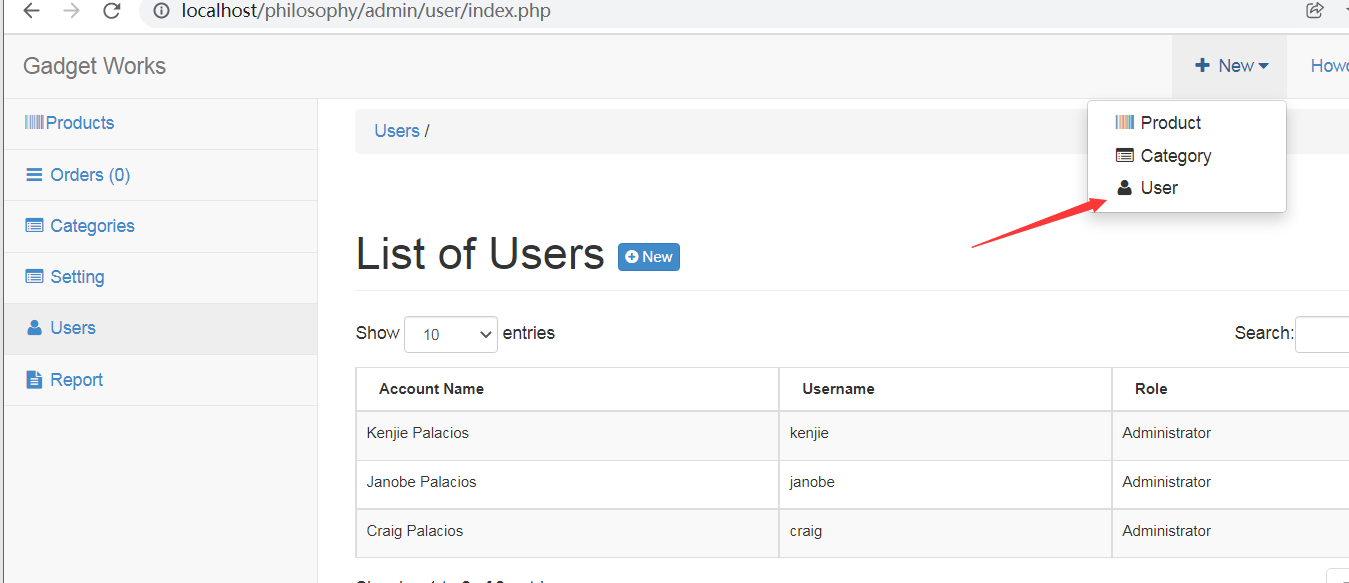 localhost/philosophy/admin/user/index.php
Gadget Works
New
Products
Product
Users /
Category
Orders (0)
User
Categories
List of Users
New
Setting
Users
Show 10 entries
Search:
Report
Account Name
Username
Role
Kenjie Palacios
kenjie
Administrator
Janobe Palacios
janobe
Administrator
Craig Palacios
craig
Administrator